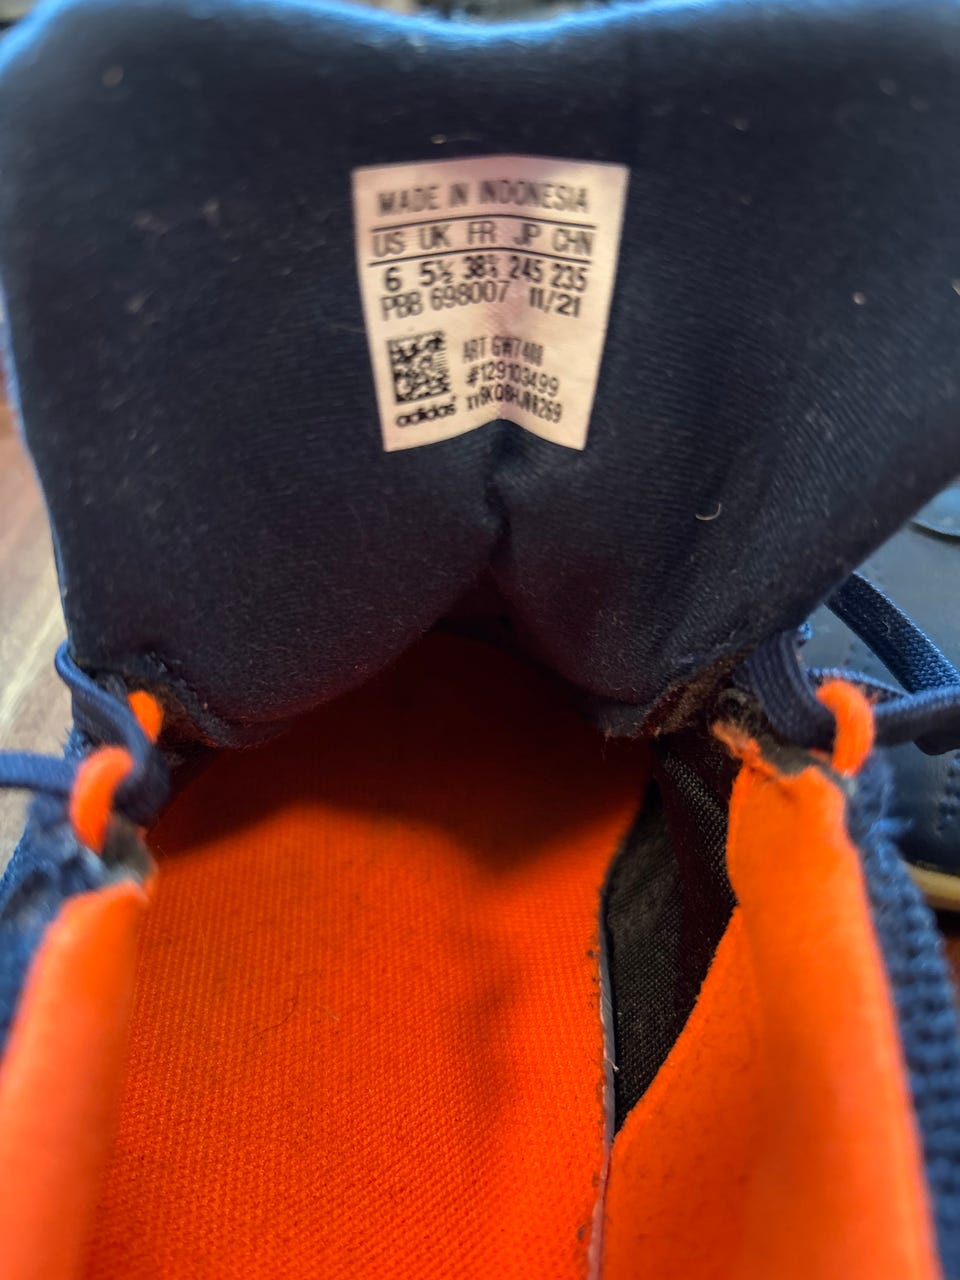 MADE IN INDONESIA
US UK FR JP CHN
6 5½ 38⅔ 245 235
PBB 698007 11/21
ART
#129103499
adidas